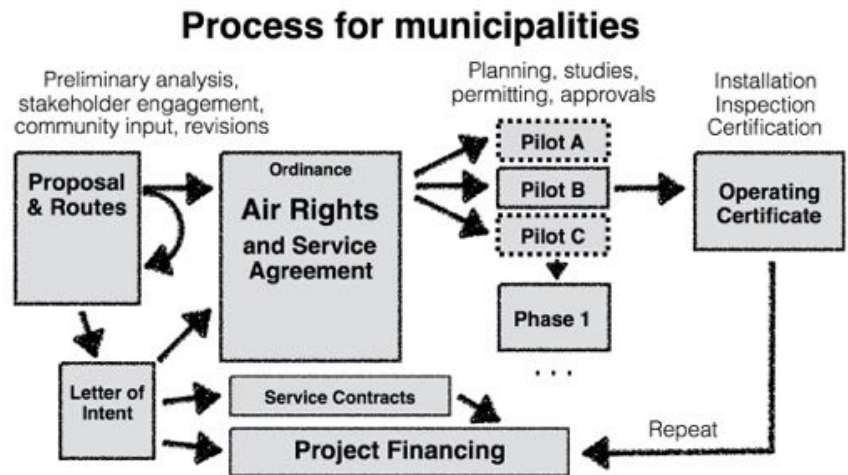 Process for municipalities
Preliminary analysis,
stakeholder engagement,
community input, revisions
Planning, studies,
permitting, approvals
Installation
Inspection
Certification
Proposal
& Routes
Ordinance
Air Rights
and Service
Agreement
Pilot A
Pilot B
Pilot C
Operating
Certificate
Phase 1
. . .
Letter of
Intent
Service Contracts
Project Financing
Repeat